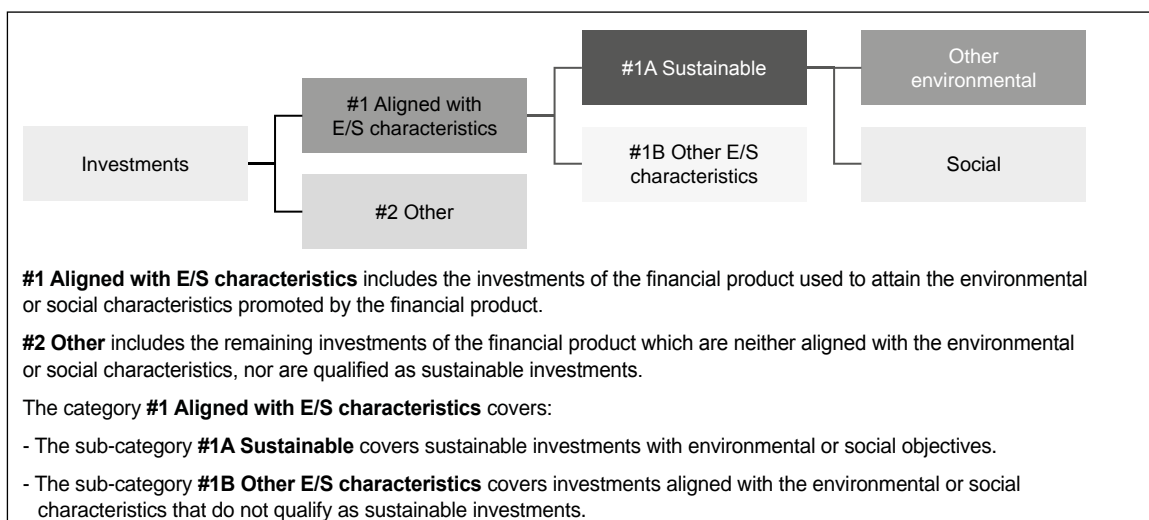 #1A Sustainable
Other
environmental
#1 Aligned with
E/S characteristics
Investments
#1B Other E/S
characteristics
Social
#2 Other
#1 Aligned with E/S characteristics includes the investments of the financial product used to attain the environmental
or social characteristics promoted by the financial product.
#2 Other includes the remaining investments of the financial product which are neither aligned with the environmental
or social characteristics, nor are qualified as sustainable investments.
The category #1 Aligned with E/S characteristics covers:
- The sub-category #1A Sustainable covers sustainable investments with environmental or social objectives.
- The sub-category #1B Other E/S characteristics covers investments aligned with the environmental or social
characteristics that do not qualify as sustainable investments.